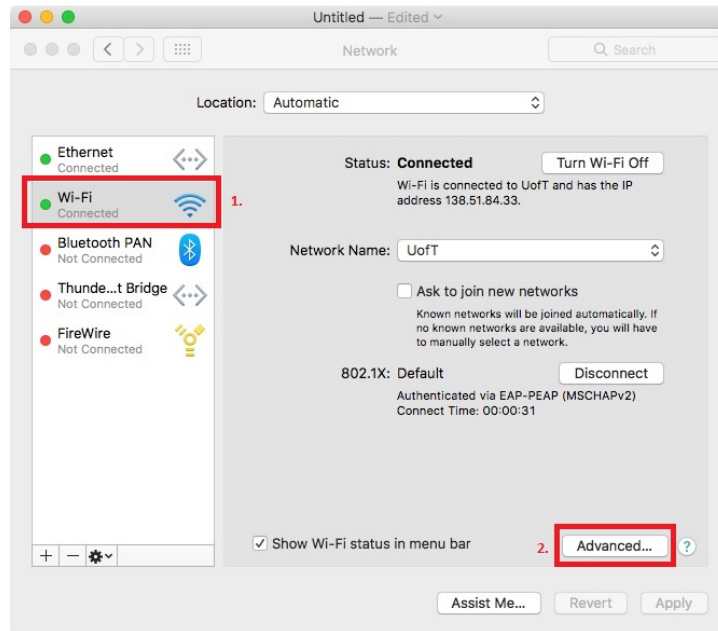 Untitled — Edited
Network
Search
Location: Automatic
Ethernet
Connected
Wi-Fi
Connected
1.
Bluetooth PAN
Not Connected
Thunde...t Bridge
Not Connected
FireWire
Not Connected
Status: Connected
Turn Wi-Fi Off
Wi-Fi is connected to UofT and has the IP
address 138.51.84.33.
Network Name: UofT
Ask to join new networks
Known networks will be joined automatically. If
no known networks are available, you will have
to manually select a network.
802.1X: Default
Disconnect
Authenticated via EAP-PEAP (MSCHAPv2)
Connect Time: 00:00:31
Show Wi-Fi status in menu bar
2.
Advanced...
?
Assist Me...
Revert
Apply